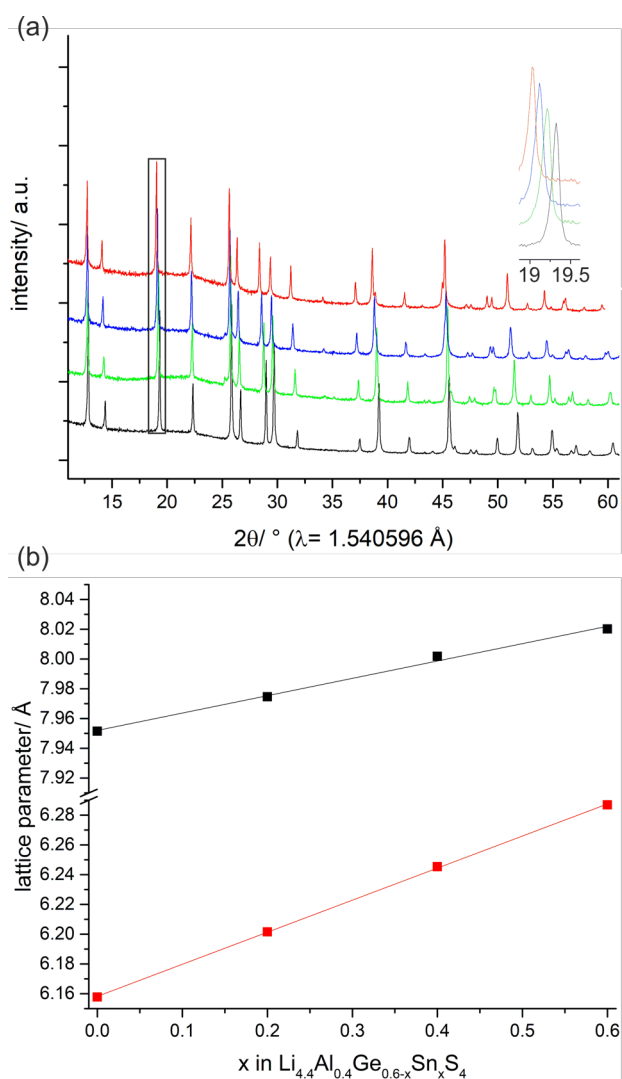 (a)
intensity/ a.u.
19 19.5
15 20 25 30 35 40 45 50 55 60
2θ/ ° (λ= 1.540596 Å)
(b)
8.04
8.02
8.00
7.98
7.96
7.94
7.92
6.28
6.26
6.24
6.22
6.20
6.18
6.16
lattice parameter/ Å
0.0 0.1 0.2 0.3 0.4 0.5 0.6
x in Li₄.₄Al₀.₄Ge₀.₆₋ₓSnₓS₄